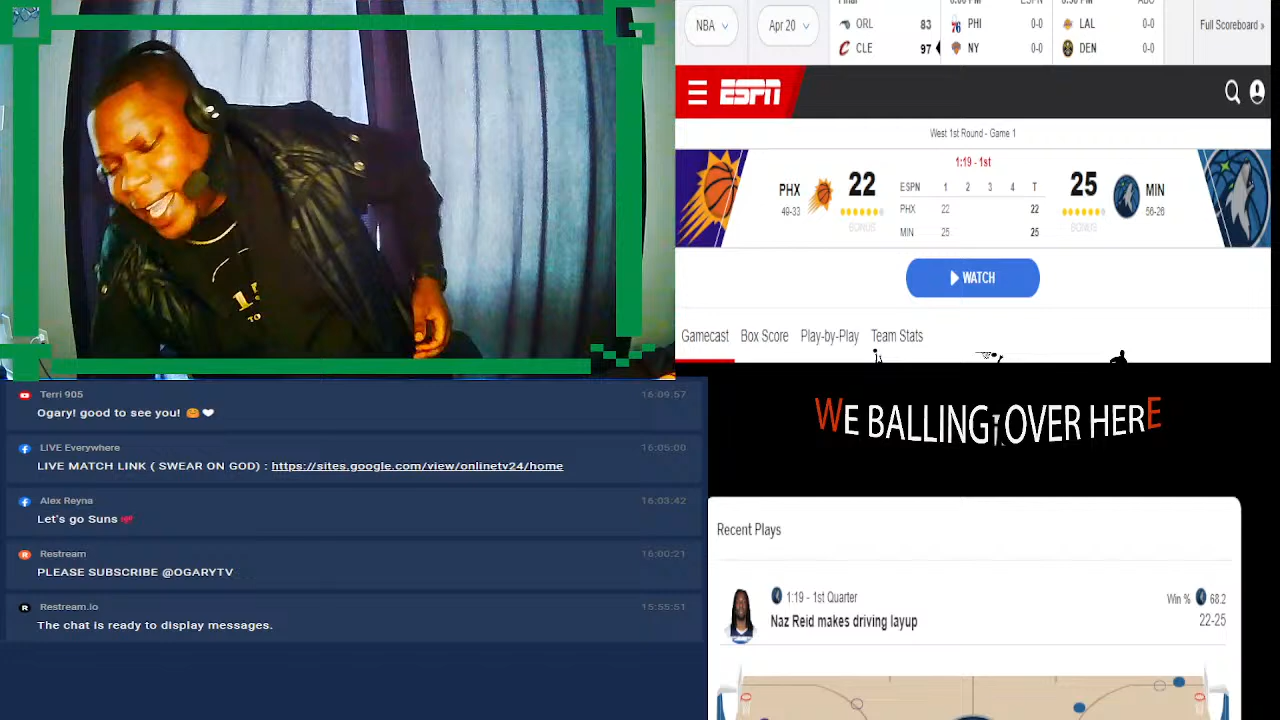 NBA
Apr 20
ORL 83
CLE 97
PHI 0-0
NY 0-0
LAL 0-0
DEN 0-0
Full Scoreboard »
ESPN
West 1st Round - Game 1
1:19 - 1st
PHX
49-33
22
BONUS
ESPN 1 2 3 4 T
PHX 22 22
MIN 25 25
25
BONUS
MIN
56-26
WATCH
Gamecast Box Score Play-by-Play Team Stats
TO
Terri 905 16:09:57
Ogary! good to see you!
LIVE Everywhere 16:05:00
LIVE MATCH LINK ( SWEAR ON GOD) : https://sites.google.com/view/onlinetv24/home
Alex Reyna 16:03:42
Let's go Suns
Restream 16:00:21
PLEASE SUBSCRIBE @OGARYTV
Restream.io 15:55:51
The chat is ready to display messages.
WE BALLING OVER HERE
Recent Plays
1:19 - 1st Quarter
Naz Reid makes driving layup
Win % 68.2
22-25